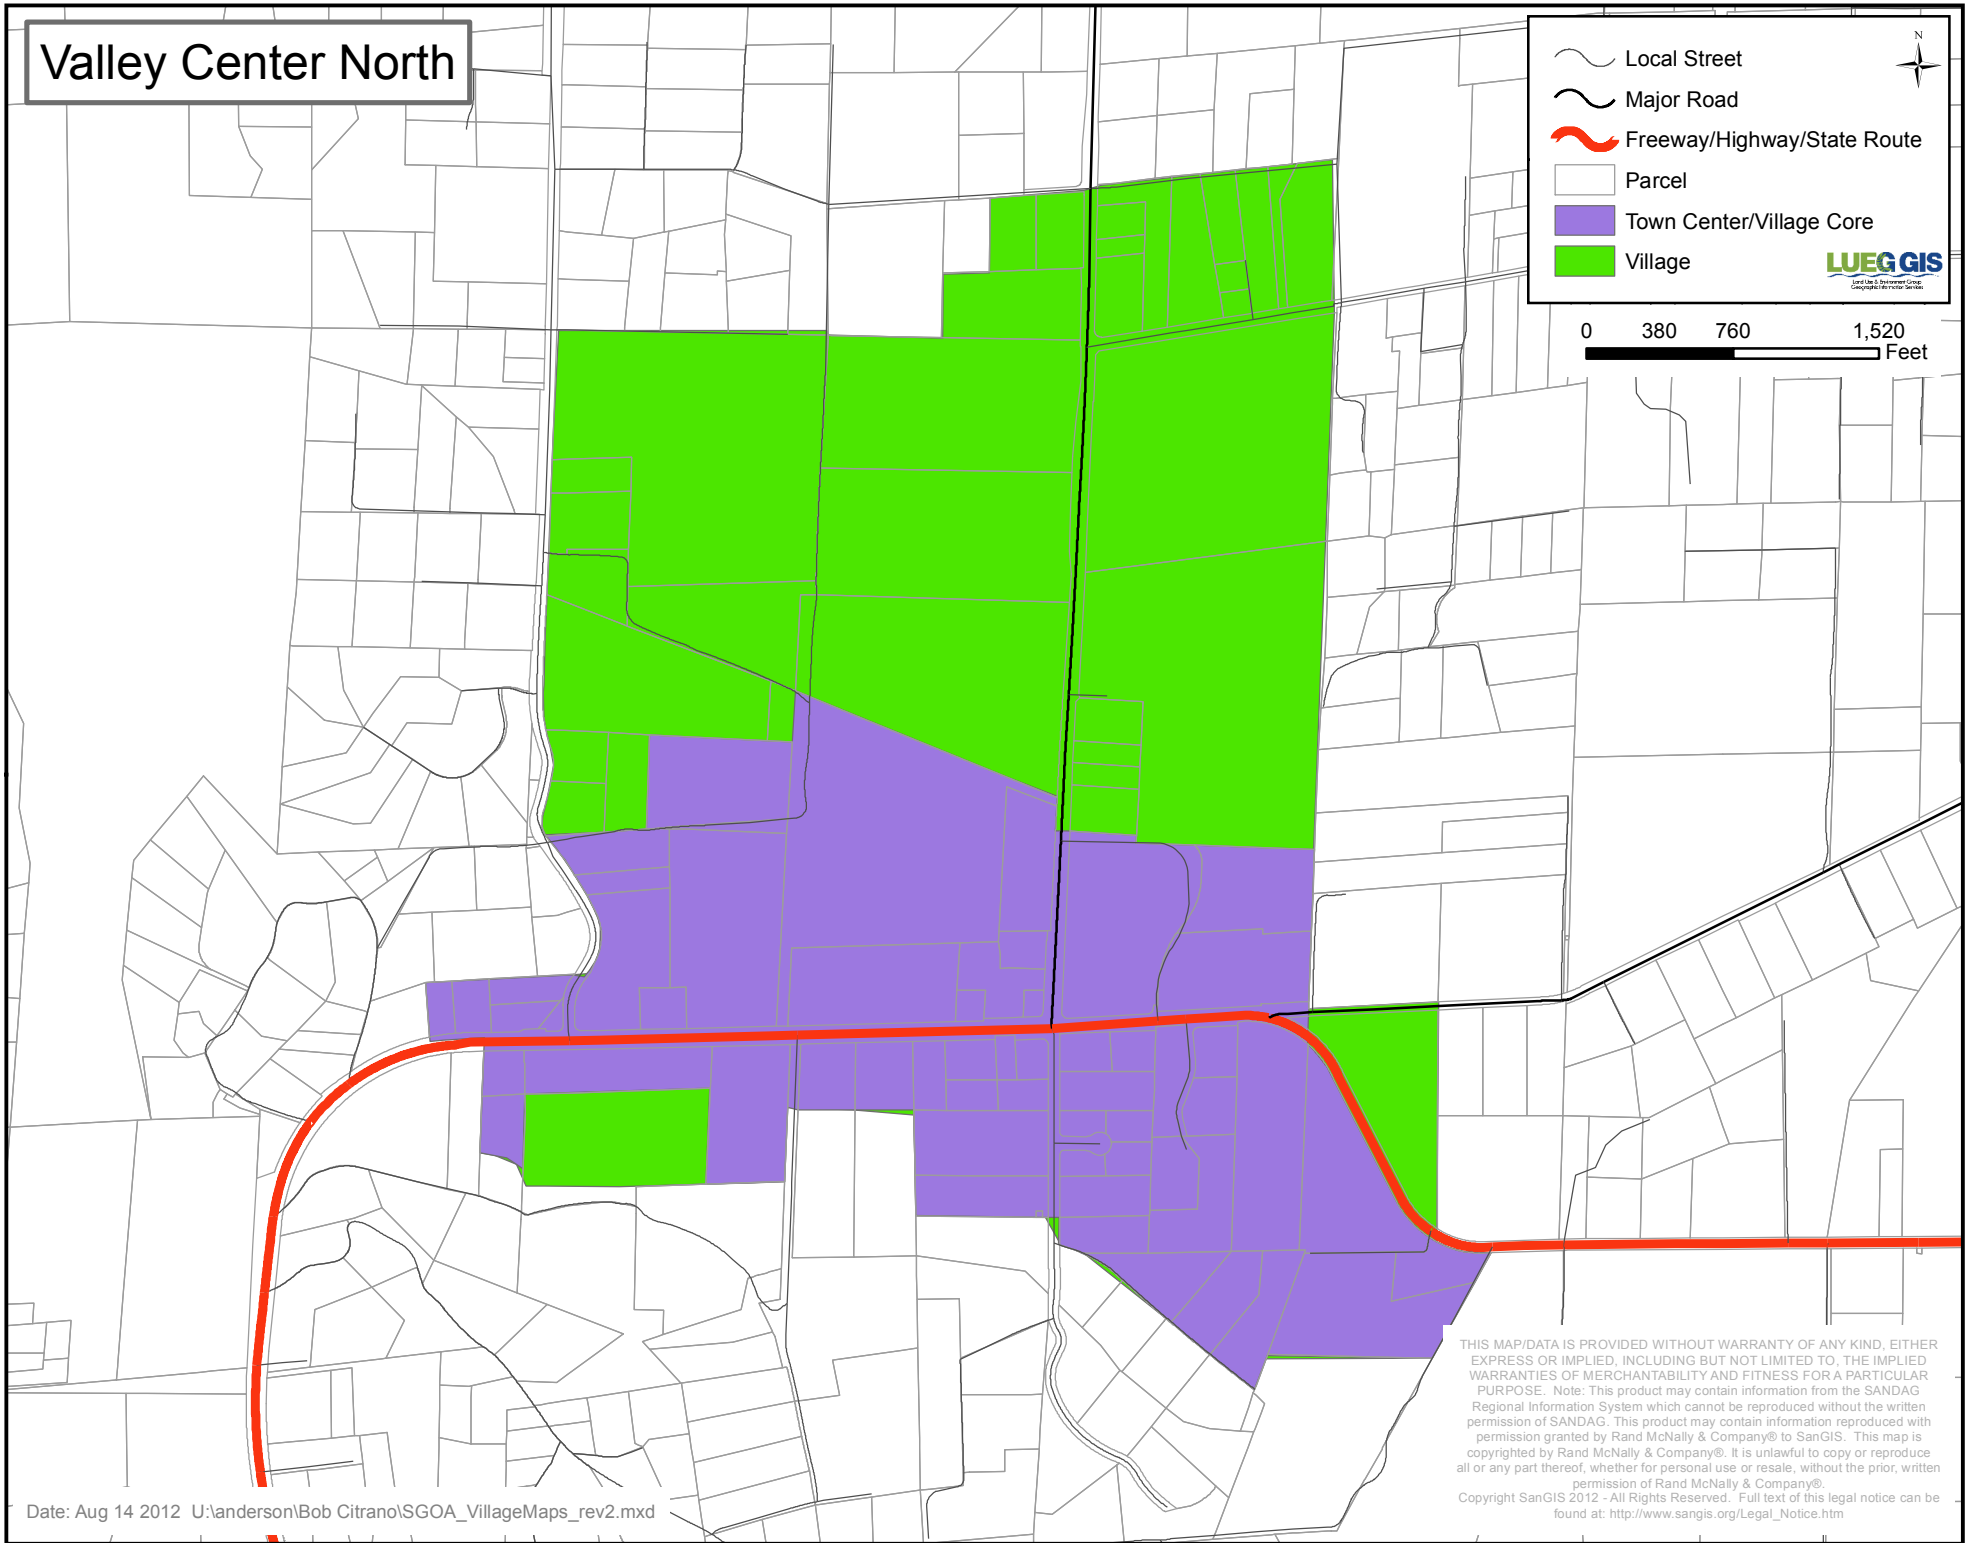 Valley Center North
N
Local Street
Major Road
Freeway/Highway/State Route
Parcel
Town Center/Village Core
Village
LUEG GIS
Land Use & Environment Group
Geographic Information Services
0 380 760 1,520
Feet
THIS MAP/DATA IS PROVIDED WITHOUT WARRANTY OF ANY KIND, EITHER
EXPRESS OR IMPLIED, INCLUDING BUT NOT LIMITED TO, THE IMPLIED
WARRANTIES OF MERCHANTABILITY AND FITNESS FOR A PARTICULAR
PURPOSE. Note: This product may contain information from the SANDAG
Regional Information System which cannot be reproduced without the written
permission of SANDAG. This product may contain information reproduced with
permission granted by Rand McNally & Company® to SanGIS. This map is
copyrighted by Rand McNally & Company®. It is unlawful to copy or reproduce
all or any part thereof, whether for personal use or resale, without the prior, written
permission of Rand McNally & Company®.
Copyright SanGIS 2012 - All Rights Reserved. Full text of this legal notice can be
found at: http://www.sangis.org/Legal_Notice.htm
Date: Aug 14 2012 U:\anderson\Bob Citrano\SGOA_VillageMaps_rev2.mxd